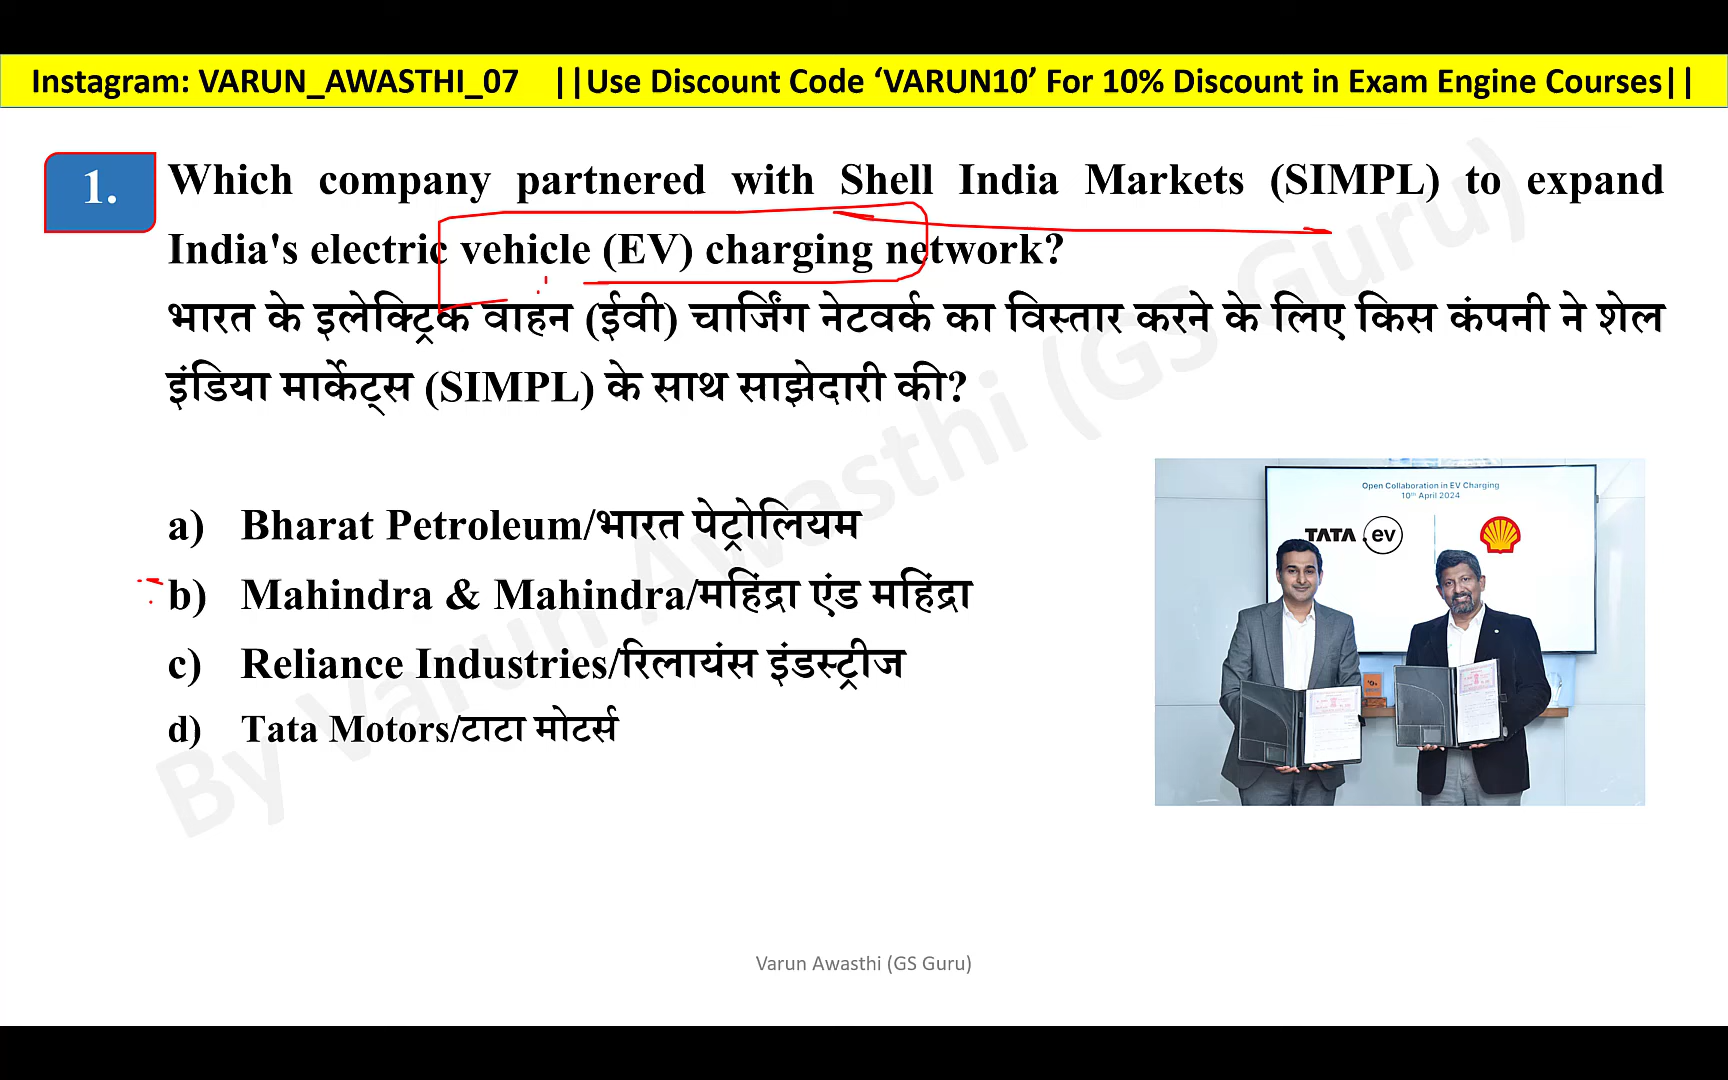 Instagram: VARUN_AWASTHI_07 ||Use Discount Code ‘VARUN10’ For 10% Discount in Exam Engine Courses||
1. Which company partnered with Shell India Markets (SIMPL) to expand
India's electric vehicle (EV) charging network?
भारत के इलेक्ट्रिक वाहन (ईवी) चार्जिंग नेटवर्क का विस्तार करने के लिए किस कंपनी ने शेल
इंडिया मार्केट्स (SIMPL) के साथ साझेदारी की?
a) Bharat Petroleum/भारत पेट्रोलियम
b) Mahindra & Mahindra/महिंद्रा एंड महिंद्रा
c) Reliance Industries/रिलायंस इंडस्ट्रीज
d) Tata Motors/टाटा मोटर्स
Open Collaboration in EV Charging
10th April 2024
TATA .ev
By Varun Awasthi (GS Guru)
Varun Awasthi (GS Guru)